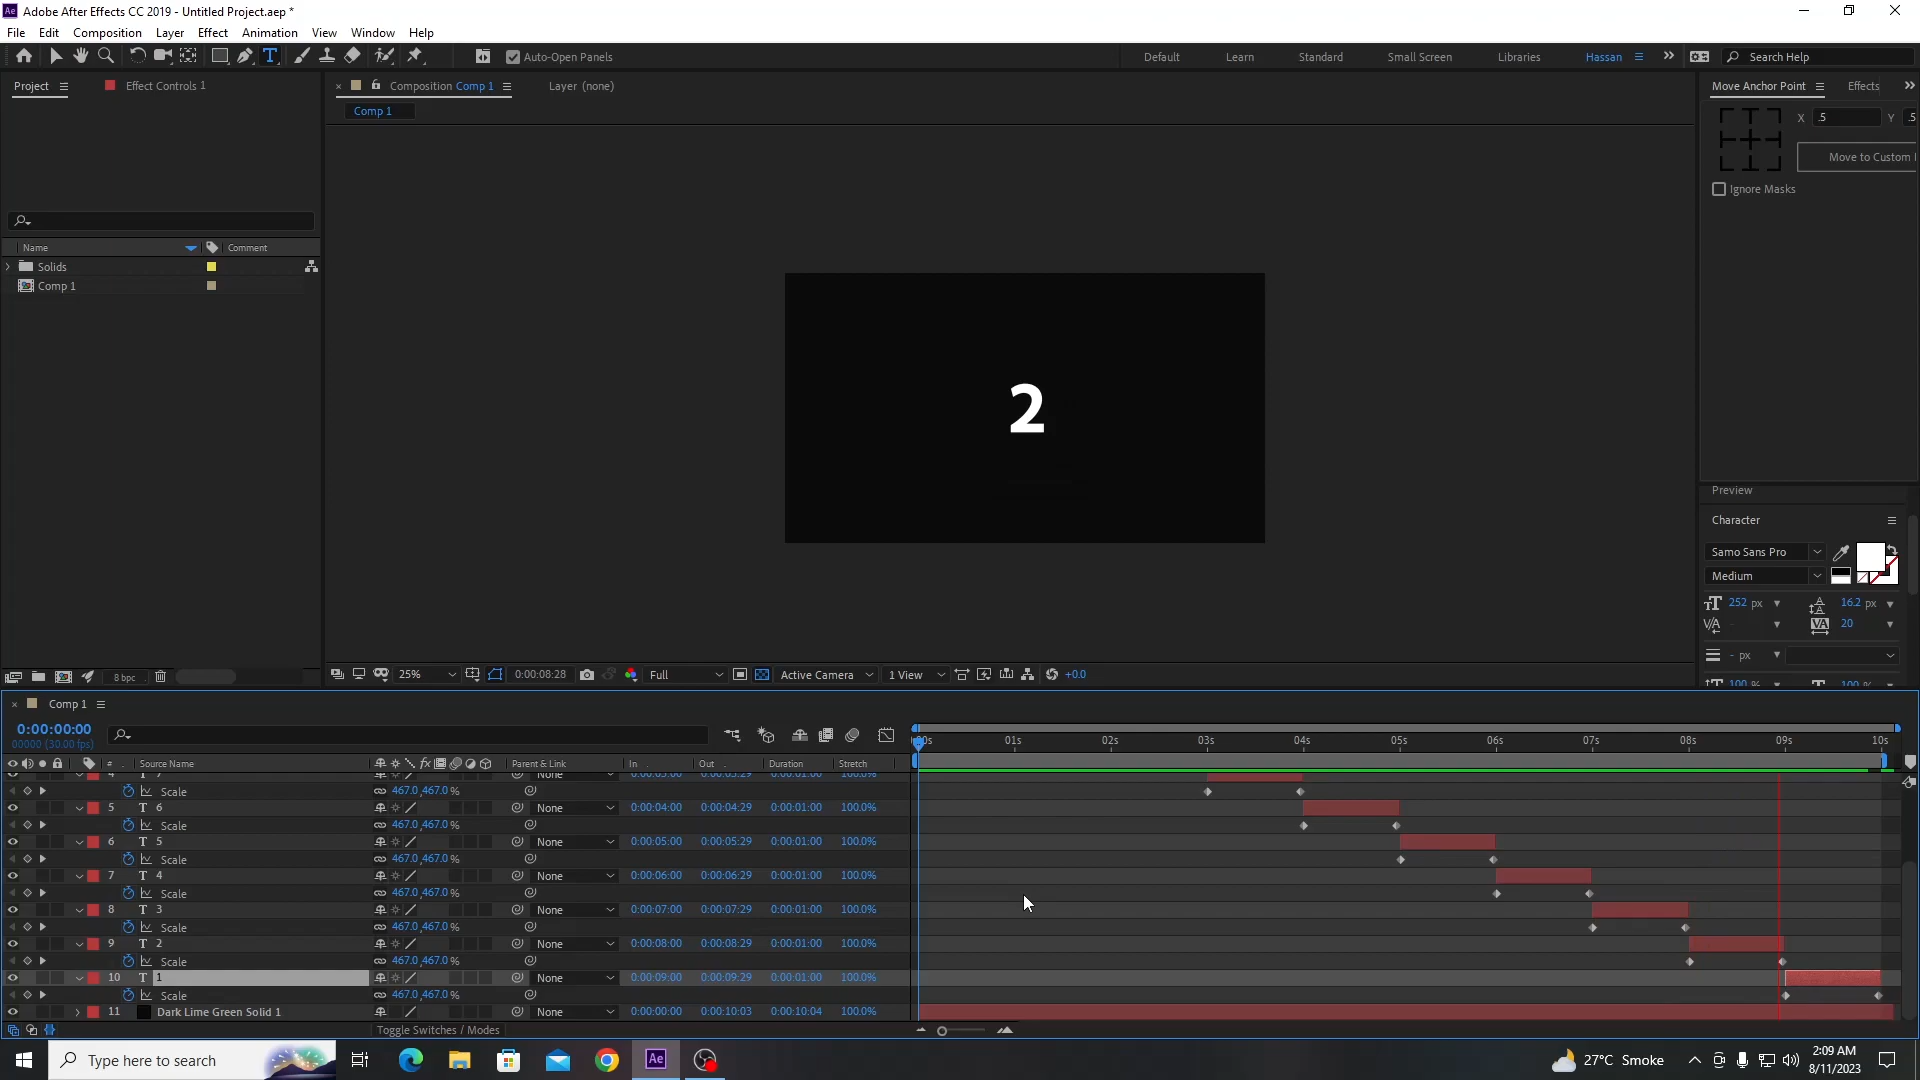 Adobe After Effects CC 2019 - Untitled Project.aep *
File Edit Composition Layer Effect Animation View Window Help
Auto-Open Panels
Default Learn Standard Small Screen Libraries Hassan Search Help
Project Effect Controls 1
Composition Comp 1 Layer (none)
Comp 1
Move Anchor Point Effects
X .5 Y .5
Move to Custom
Ignore Masks
Name Comment
Solids
Comp 1
2
Preview
Character
Samo Sans Pro
Medium
252 px 16.2 px
20
- px
100 % 100 %
8 bpc
25% 0:00:08:28 Full Active Camera 1 View +0.0
Comp 1
0:00:00:00
00000 (30.00 fps)
00s 01s 02s 03s 04s 05s 06s 07s 08s 09s 10s
# Source Name Parent & Link In Out Duration Stretch
4 7 None 0:00:03:00 0:00:03:29 0:00:01:00 100.0%
Scale 467.0,467.0 %
5 T 6 None 0:00:04:00 0:00:04:29 0:00:01:00 100.0%
Scale 467.0,467.0 %
6 T 5 None 0:00:05:00 0:00:05:29 0:00:01:00 100.0%
Scale 467.0,467.0 %
7 T 4 None 0:00:06:00 0:00:06:29 0:00:01:00 100.0%
Scale 467.0,467.0 %
8 T 3 None 0:00:07:00 0:00:07:29 0:00:01:00 100.0%
Scale 467.0,467.0 %
9 T 2 None 0:00:08:00 0:00:08:29 0:00:01:00 100.0%
Scale 467.0,467.0 %
10 T 1 None 0:00:09:00 0:00:09:29 0:00:01:00 100.0%
Scale 467.0,467.0 %
11 Dark Lime Green Solid 1 None 0:00:00:00 0:00:10:03 0:00:10:04 100.0%
Toggle Switches / Modes
Type here to search
Ae
27°C Smoke
2:09 AM
8/11/2023